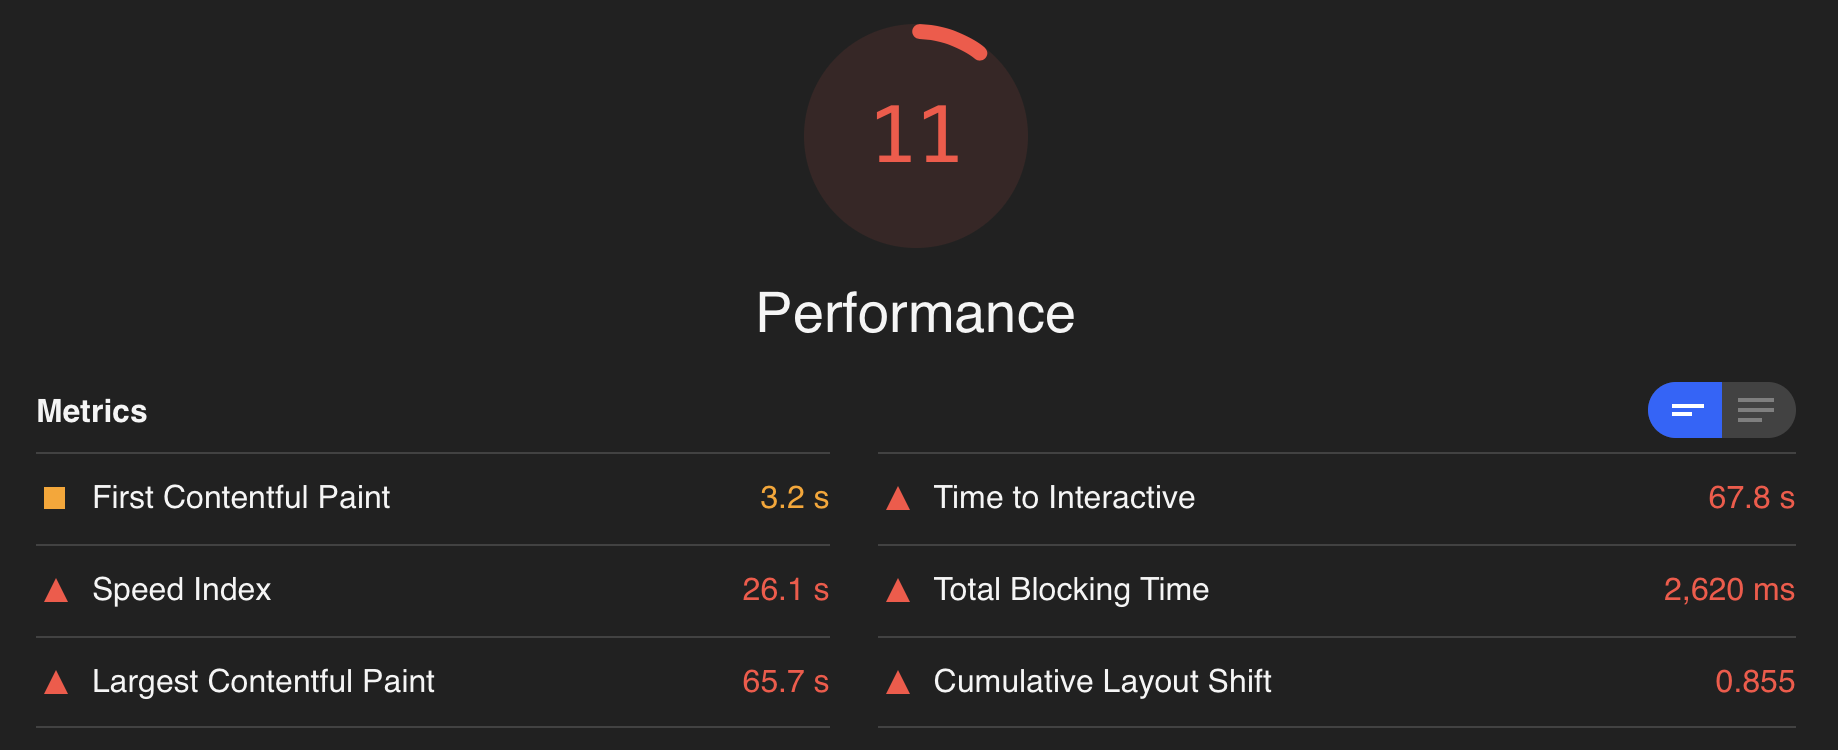 11
Performance
Metrics
First Contentful Paint 3.2 s
Time to Interactive 67.8 s
Speed Index 26.1 s
Total Blocking Time 2,620 ms
Largest Contentful Paint 65.7 s
Cumulative Layout Shift 0.855